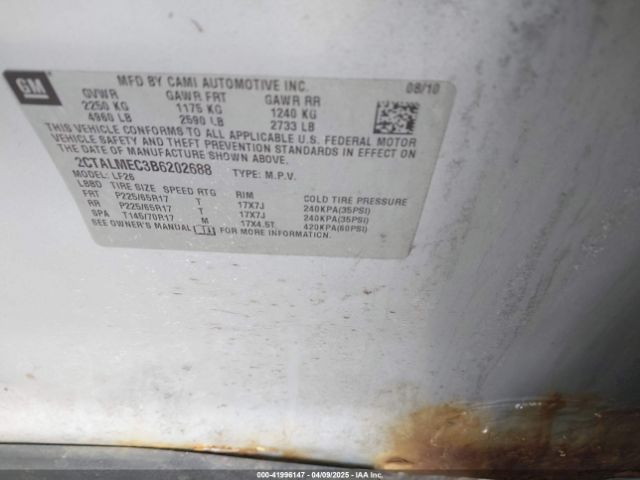 GM
MFD BY CAMI AUTOMOTIVE INC. 08/10
GVWR GAWR FRT GAWR RR
2250 KG 1175 KG 1240 KG
4960 LB 2590 LB 2733 LB
THIS VEHICLE CONFORMS TO ALL APPLICABLE U.S. FEDERAL MOTOR
VEHICLE SAFETY AND THEFT PREVENTION STANDARDS IN EFFECT ON
THE DATE OF MANUFACTURE SHOWN ABOVE.
2CTALMEC3B6202688 TYPE: M.P.V.
MODEL: LF26
LBBD TIRE SIZE SPEED RTG RIM COLD TIRE PRESSURE
FRT P225/65R17 T 17X7J 240KPA(35PSI)
RR P225/65R17 T 17X7J 240KPA(35PSI)
SPA T145/70R17 M 17X4.5T 420KPA(60PSI)
SEE OWNER'S MANUAL FOR MORE INFORMATION.
000-41996147 - 04/09/2025 - IAAI.com